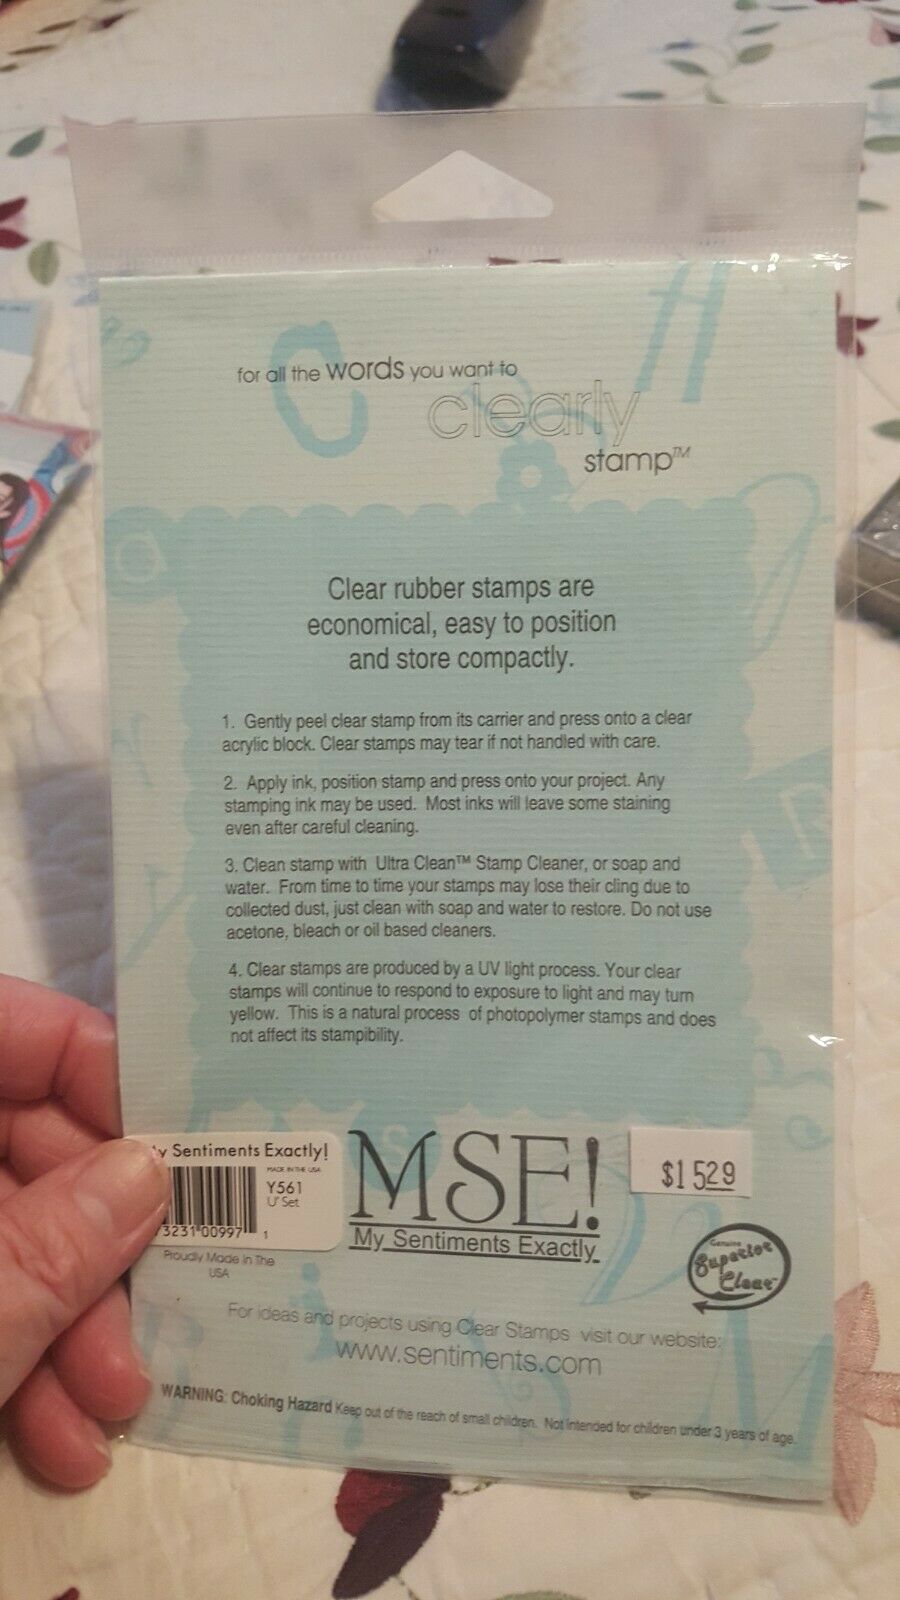 for all the words you want to
clearly
stamp™
Clear rubber stamps are
economical, easy to position
and store compactly.
1. Gently peel clear stamp from its carrier and press onto a clear
acrylic block. Clear stamps may tear if not handled with care.
2. Apply ink, position stamp and press onto your project. Any
stamping ink may be used. Most inks will leave some staining
even after careful cleaning.
3. Clean stamp with Ultra Clean™ Stamp Cleaner, or soap and
water. From time to time your stamps may lose their cling due to
collected dust, just clean with soap and water to restore. Do not use
acetone, bleach or oil based cleaners.
4. Clear stamps are produced by a UV light process. Your clear
stamps will continue to respond to exposure to light and may turn
yellow. This is a natural process of photopolymer stamps and does
not affect its stampibility.
y Sentiments Exactly!
MADE IN THE USA
Y561
U' Set
73231 00997 1
Proudly Made In The
USA
MSE!
My Sentiments Exactly
$15.29
Genuine
Superior
Clear™
For ideas and projects using Clear Stamps visit our website:
www.sentiments.com
WARNING: Choking Hazard Keep out of the reach of small children. Not intended for children under 3 years of age.